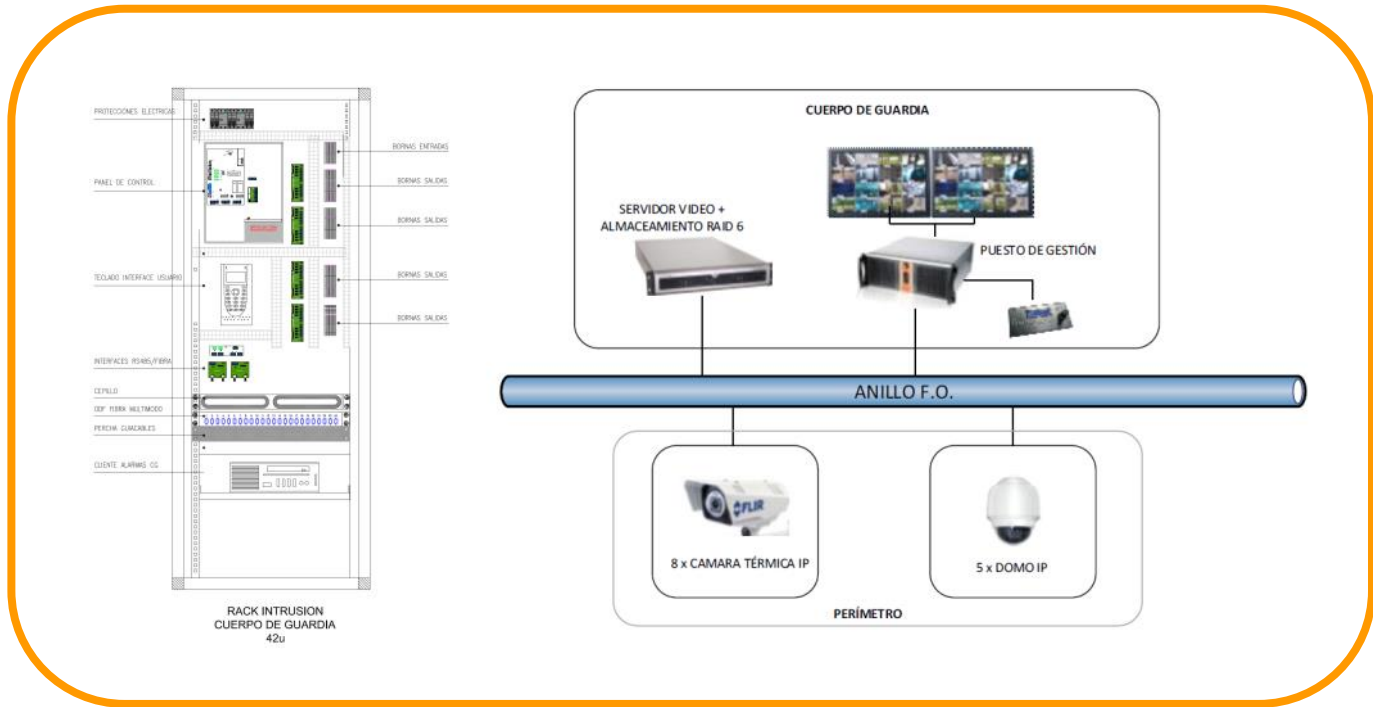 PROTECCIONES ELECTRICAS
PANEL DE CONTROL
TECLADO INTERFACE USUARIO
INTERFACES RS485/FIBRA
CEPILLO
ODF FIBRA MULTIMODO
PERCHA GUIACABLES
CLIENTE ALARMAS CG
BORNAS ENTRADAS
BORNAS SALIDAS
BORNAS SALIDAS
BORNAS SALIDAS
BORNAS SALIDAS
RACK INTRUSION
CUERPO DE GUARDIA
42u
CUERPO DE GUARDIA
SERVIDOR VIDEO +
ALMACEAMIENTO RAID 6
PUESTO DE GESTIÓN
ANILLO F.O.
FLIR
8 x CAMARA TÉRMICA IP
5 x DOMO IP
PERÍMETRO